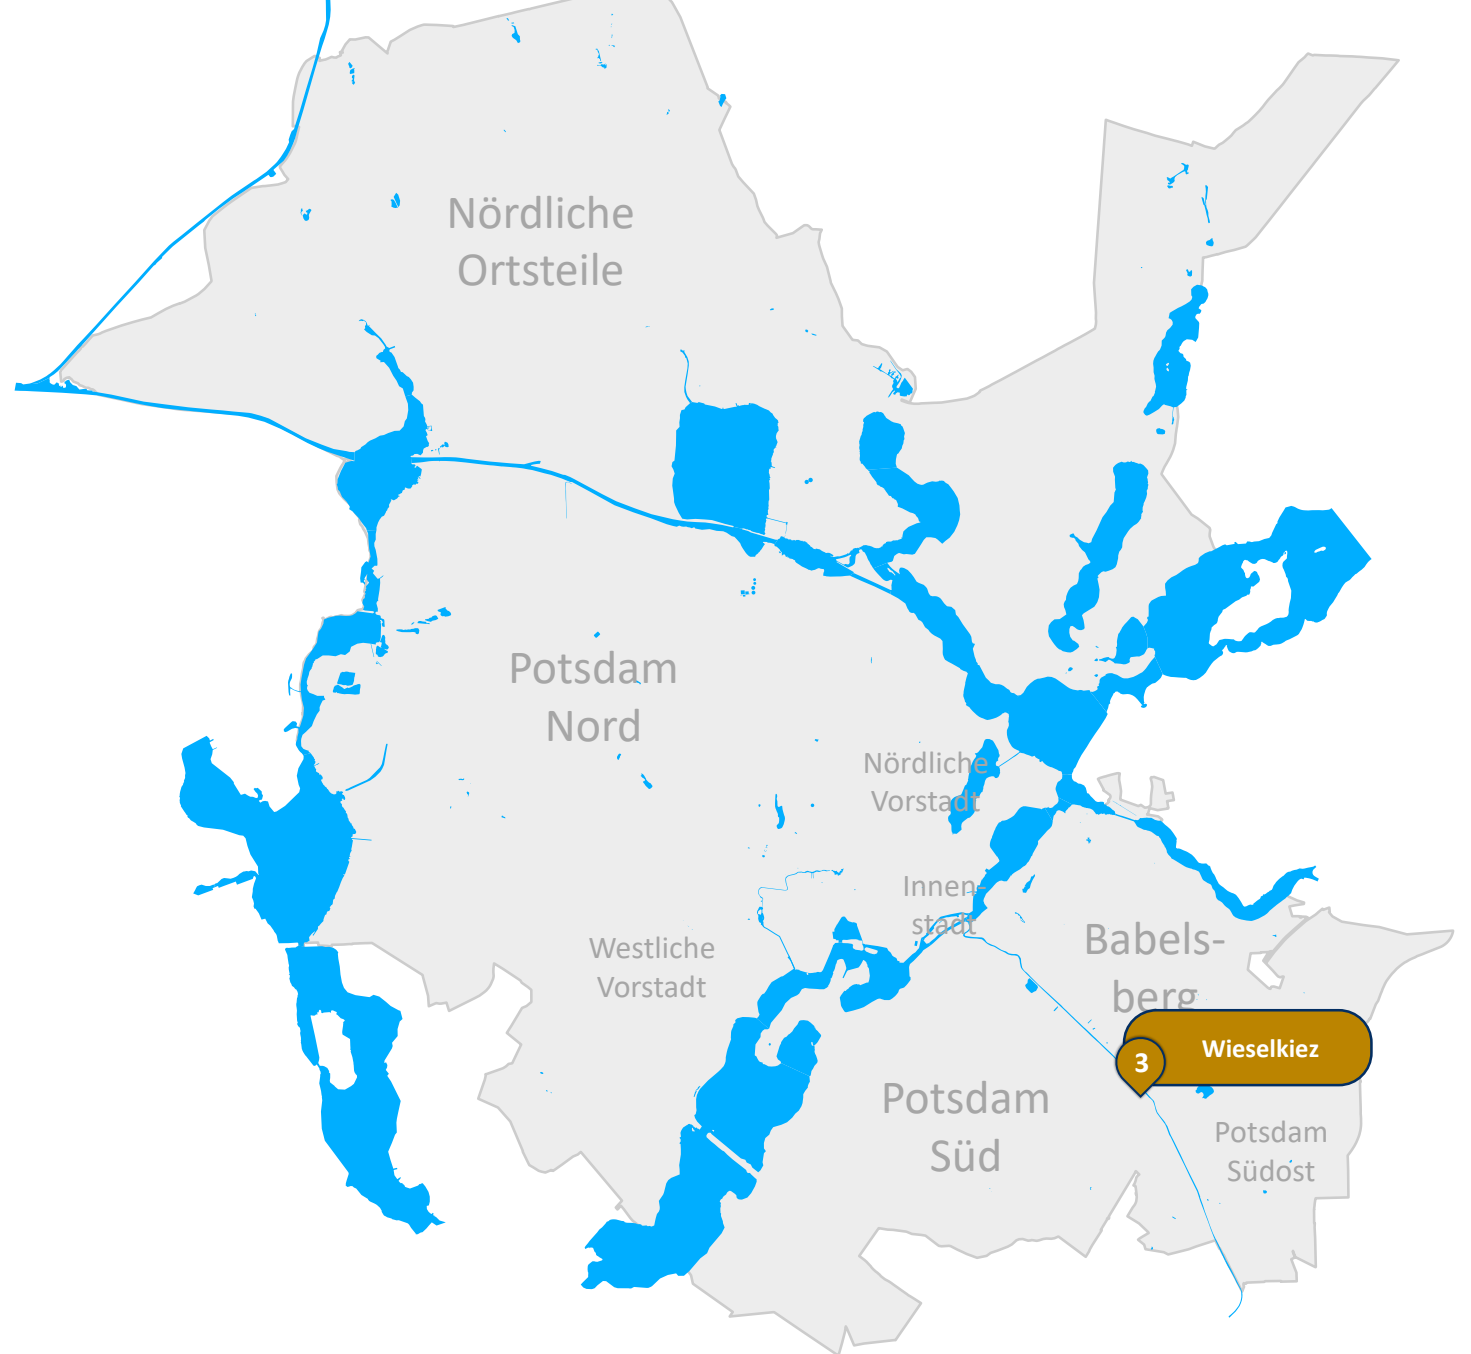 Nördliche
Ortsteile
Potsdam
Nord
Nördliche
Vorstadt
Innen-
stadt
Westliche
Vorstadt
Babels-
berg
3
Wieselkiez
Potsdam
Süd
Potsdam
Südost